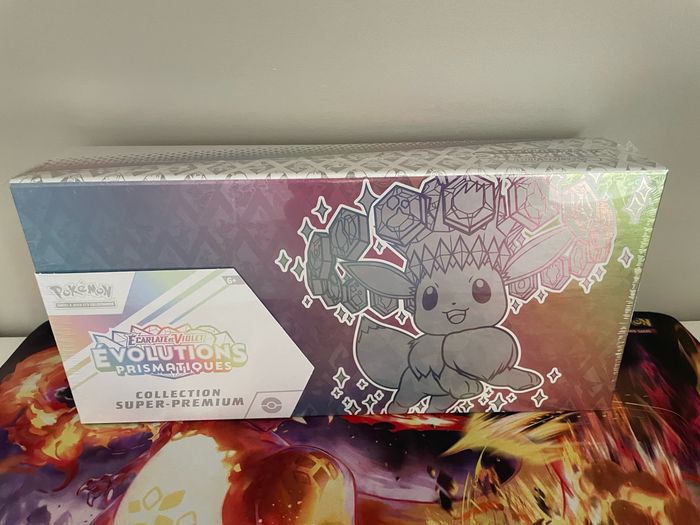 6+
POKÉMON
ÉCARLATE ET VIOLET
ÉVOLUTIONS
PRISMATIQUES
COLLECTION
SUPER-PREMIUM